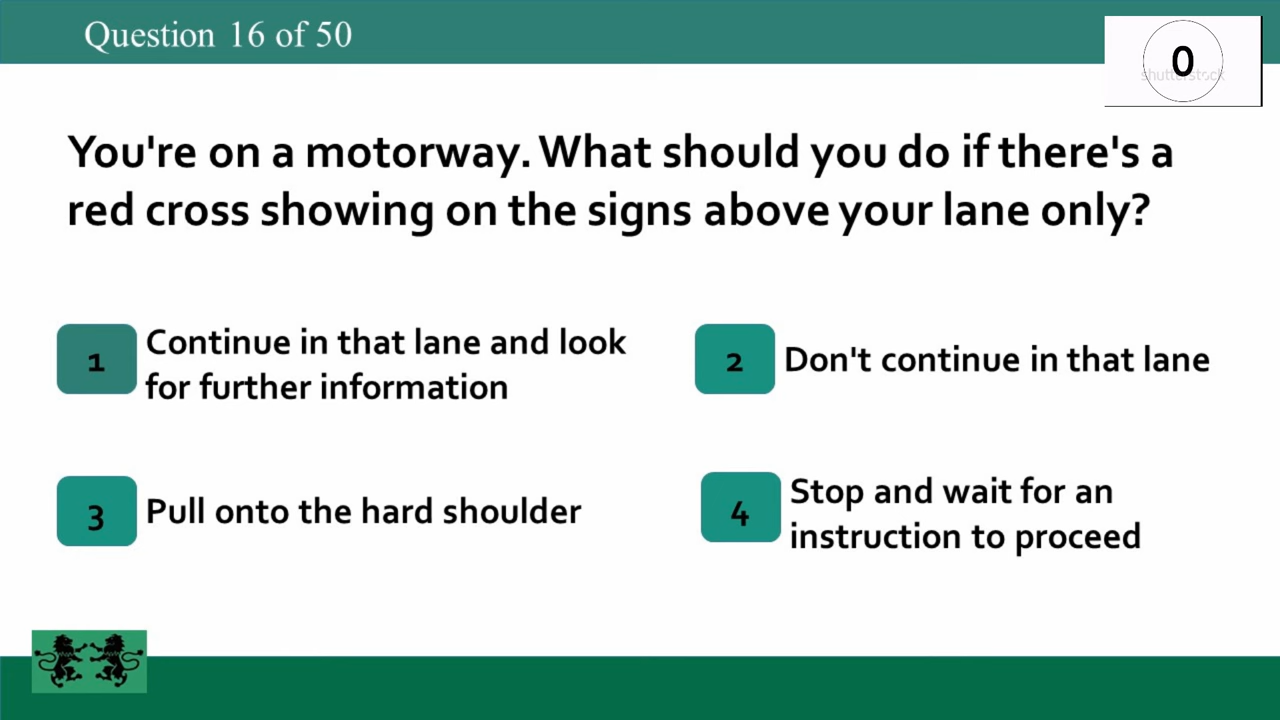 Question 16 of 50
0
shutterstock
You're on a motorway. What should you do if there's a
red cross showing on the signs above your lane only?
1
Continue in that lane and look
for further information
2
Don't continue in that lane
3
Pull onto the hard shoulder
4
Stop and wait for an
instruction to proceed